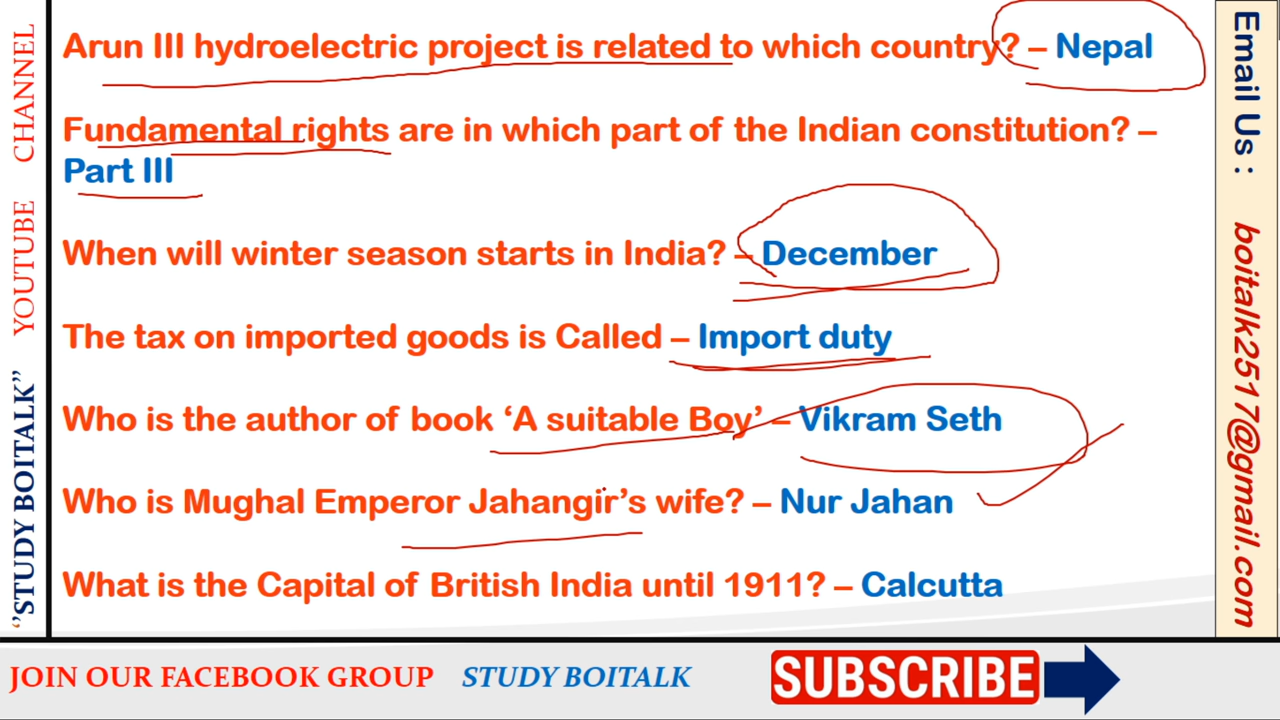 Arun III hydroelectric project is related to which country? – Nepal
Fundamental rights are in which part of the Indian constitution? –
Part III
When will winter season starts in India? – December
The tax on imported goods is Called – Import duty
Who is the author of book ‘A suitable Boy’ – Vikram Seth
Who is Mughal Emperor Jahangir’s wife? – Nur Jahan
What is the Capital of British India until 1911? – Calcutta
‘’STUDY BOITALK” YOUTUBE CHANNEL
Email Us : boitalk2517@gmail.com
JOIN OUR FACEBOOK GROUP STUDY BOITALK SUBSCRIBE